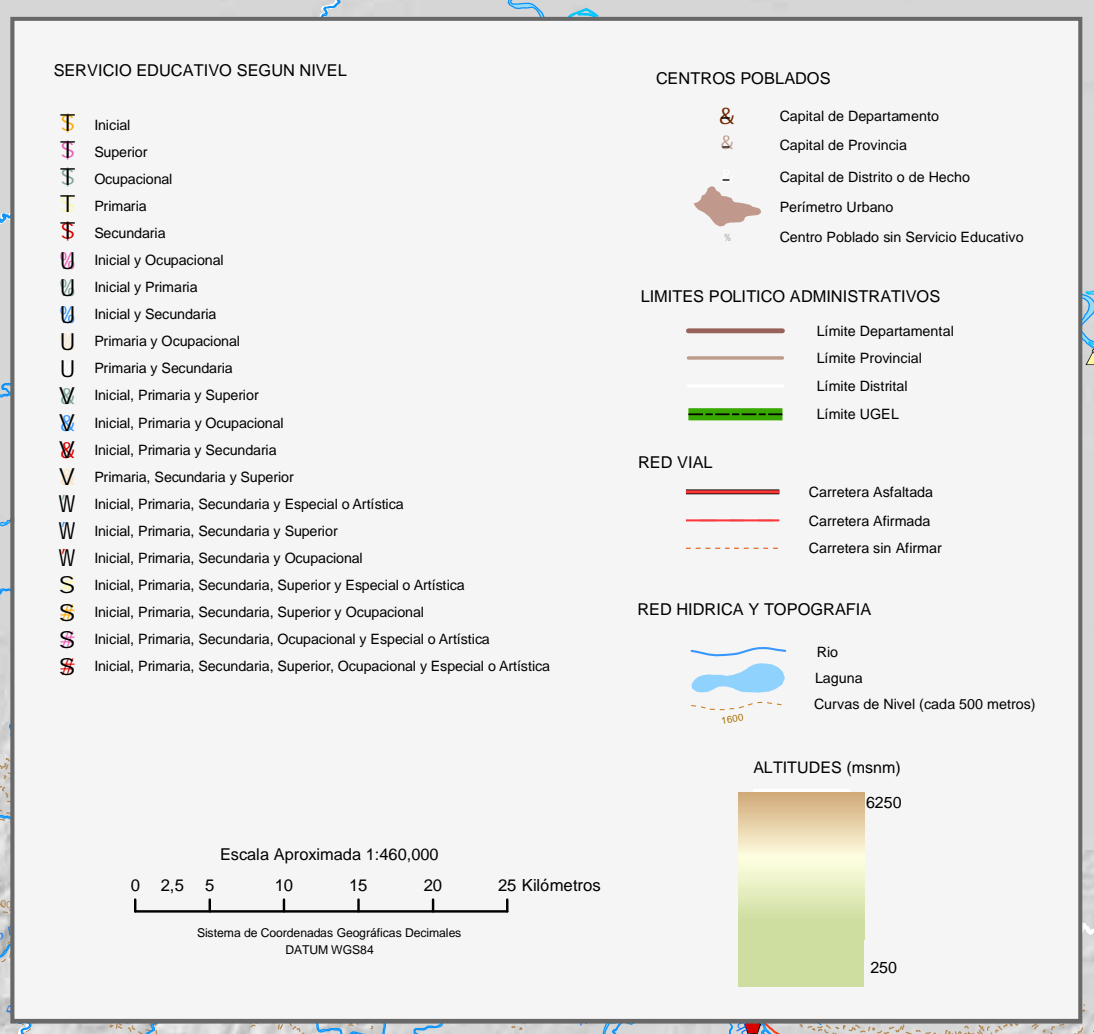 SERVICIO EDUCATIVO SEGUN NIVEL
Inicial
Superior
Ocupacional
Primaria
Secundaria
Inicial y Ocupacional
Inicial y Primaria
Inicial y Secundaria
Primaria y Ocupacional
Primaria y Secundaria
Inicial, Primaria y Superior
Inicial, Primaria y Ocupacional
Inicial, Primaria y Secundaria
Primaria, Secundaria y Superior
Inicial, Primaria, Secundaria y Especial o Artística
Inicial, Primaria, Secundaria y Superior
Inicial, Primaria, Secundaria y Ocupacional
Inicial, Primaria, Secundaria, Superior y Especial o Artística
Inicial, Primaria, Secundaria, Superior y Ocupacional
Inicial, Primaria, Secundaria, Ocupacional y Especial o Artística
Inicial, Primaria, Secundaria, Superior, Ocupacional y Especial o Artística
Escala Aproximada 1:460,000
0 2,5 5 10 15 20 25 Kilómetros
Sistema de Coordenadas Geográficas Decimales
DATUM WGS84
CENTROS POBLADOS
& Capital de Departamento
& Capital de Provincia
Capital de Distrito o de Hecho
Perímetro Urbano
% Centro Poblado sin Servicio Educativo
LIMITES POLITICO ADMINISTRATIVOS
Límite Departamental
Límite Provincial
Límite Distrital
Límite UGEL
RED VIAL
Carretera Asfaltada
Carretera Afirmada
Carretera sin Afirmar
RED HIDRICA Y TOPOGRAFIA
Rio
Laguna
Curvas de Nivel (cada 500 metros)
1600
ALTITUDES (msnm)
6250
250